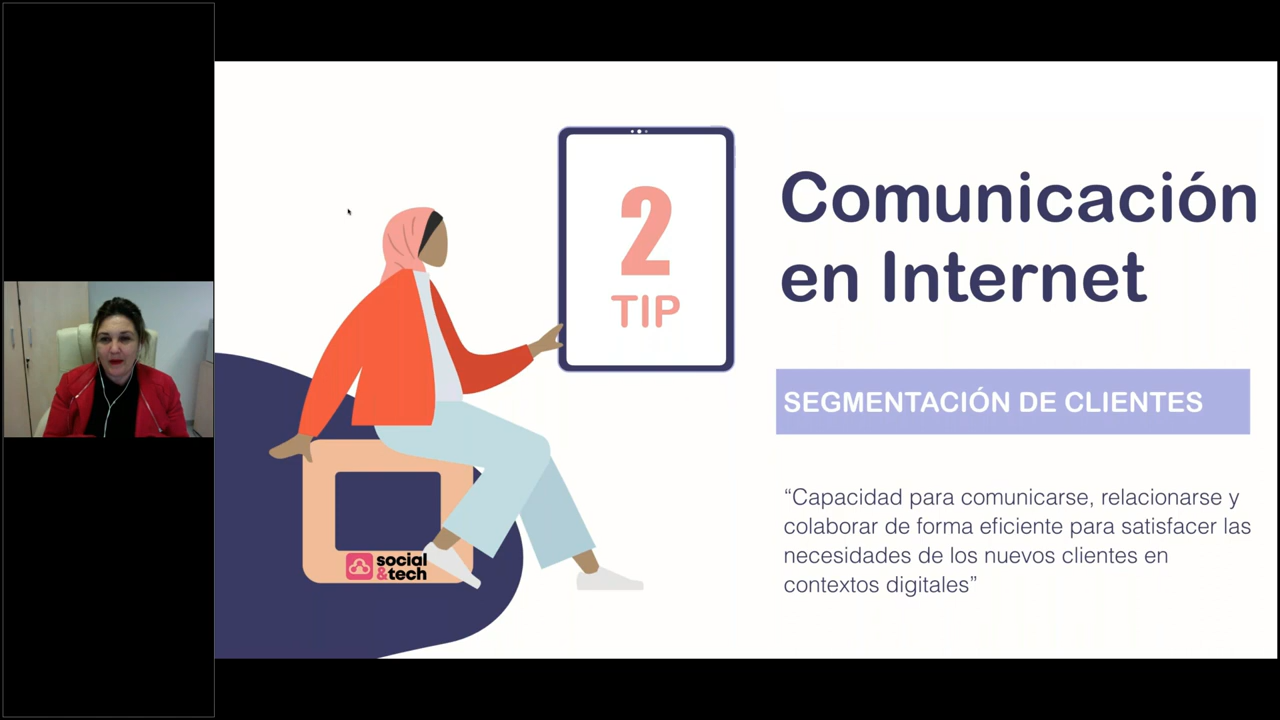 2
TIP
Comunicación
en Internet
SEGMENTACIÓN DE CLIENTES
“Capacidad para comunicarse, relacionarse y
colaborar de forma eficiente para satisfacer las
necesidades de los nuevos clientes en
contextos digitales”
social
&tech